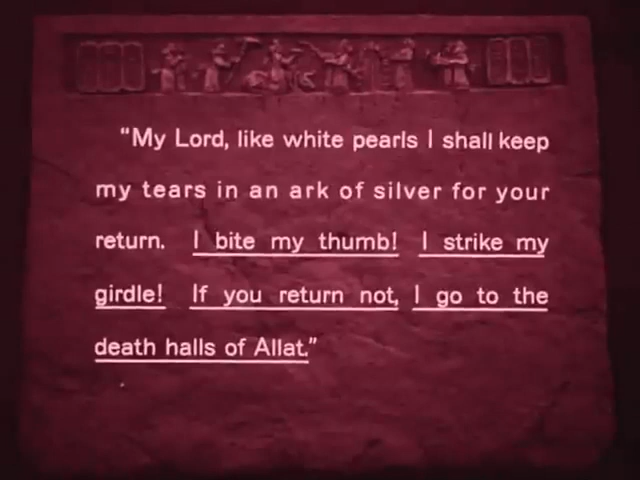 “My Lord, like white pearls I shall keep
my tears in an ark of silver for your
return. I bite my thumb! I strike my
girdle! If you return not, I go to the
death halls of Allat.”